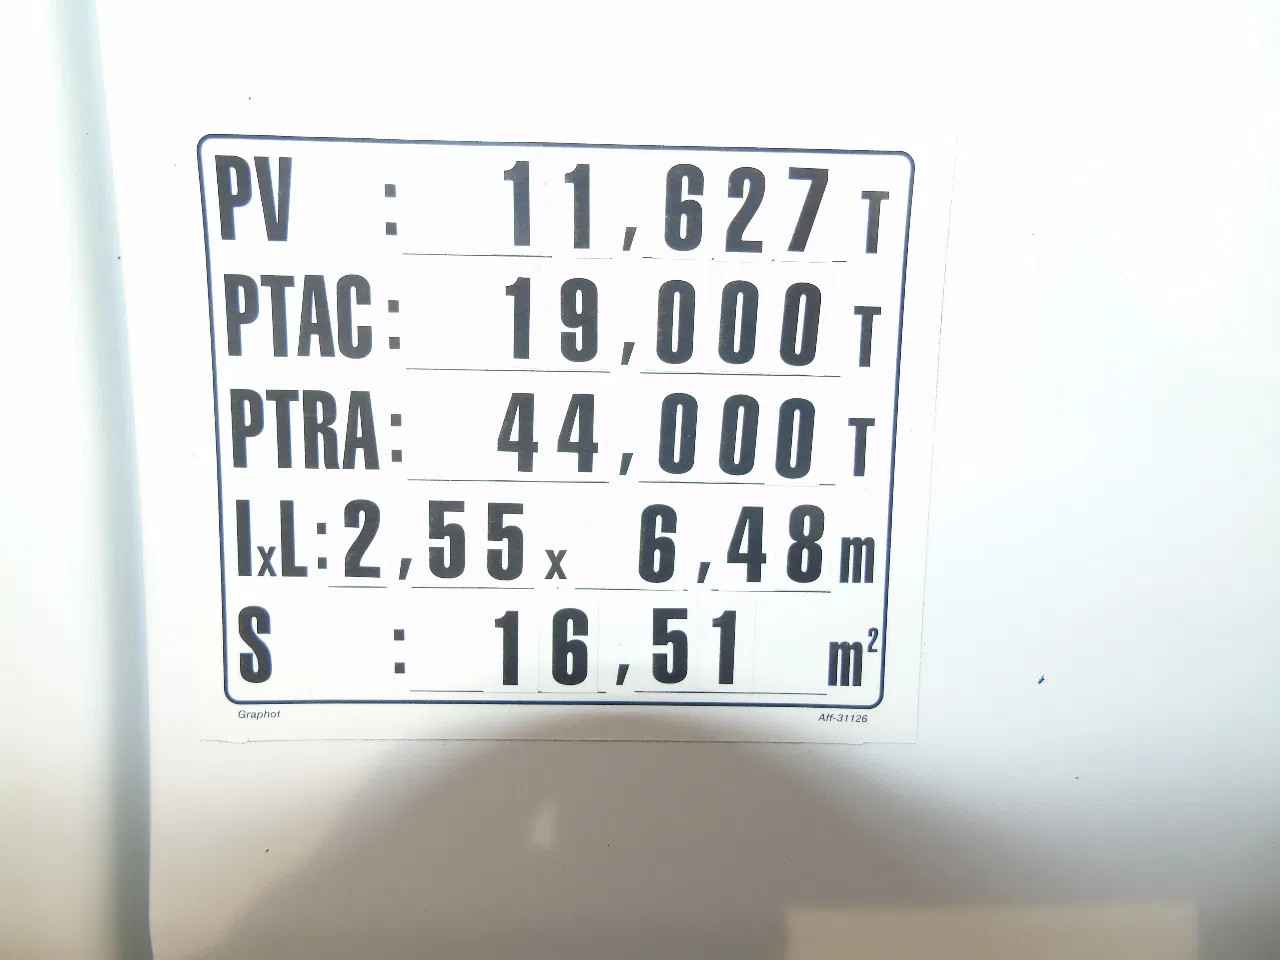 PV : 11,627 T
PTAC: 19,000 T
PTRA: 44,000 T
lxL: 2,55 x 6,48 m
S : 16,51 m²
Graphot Aff-31126